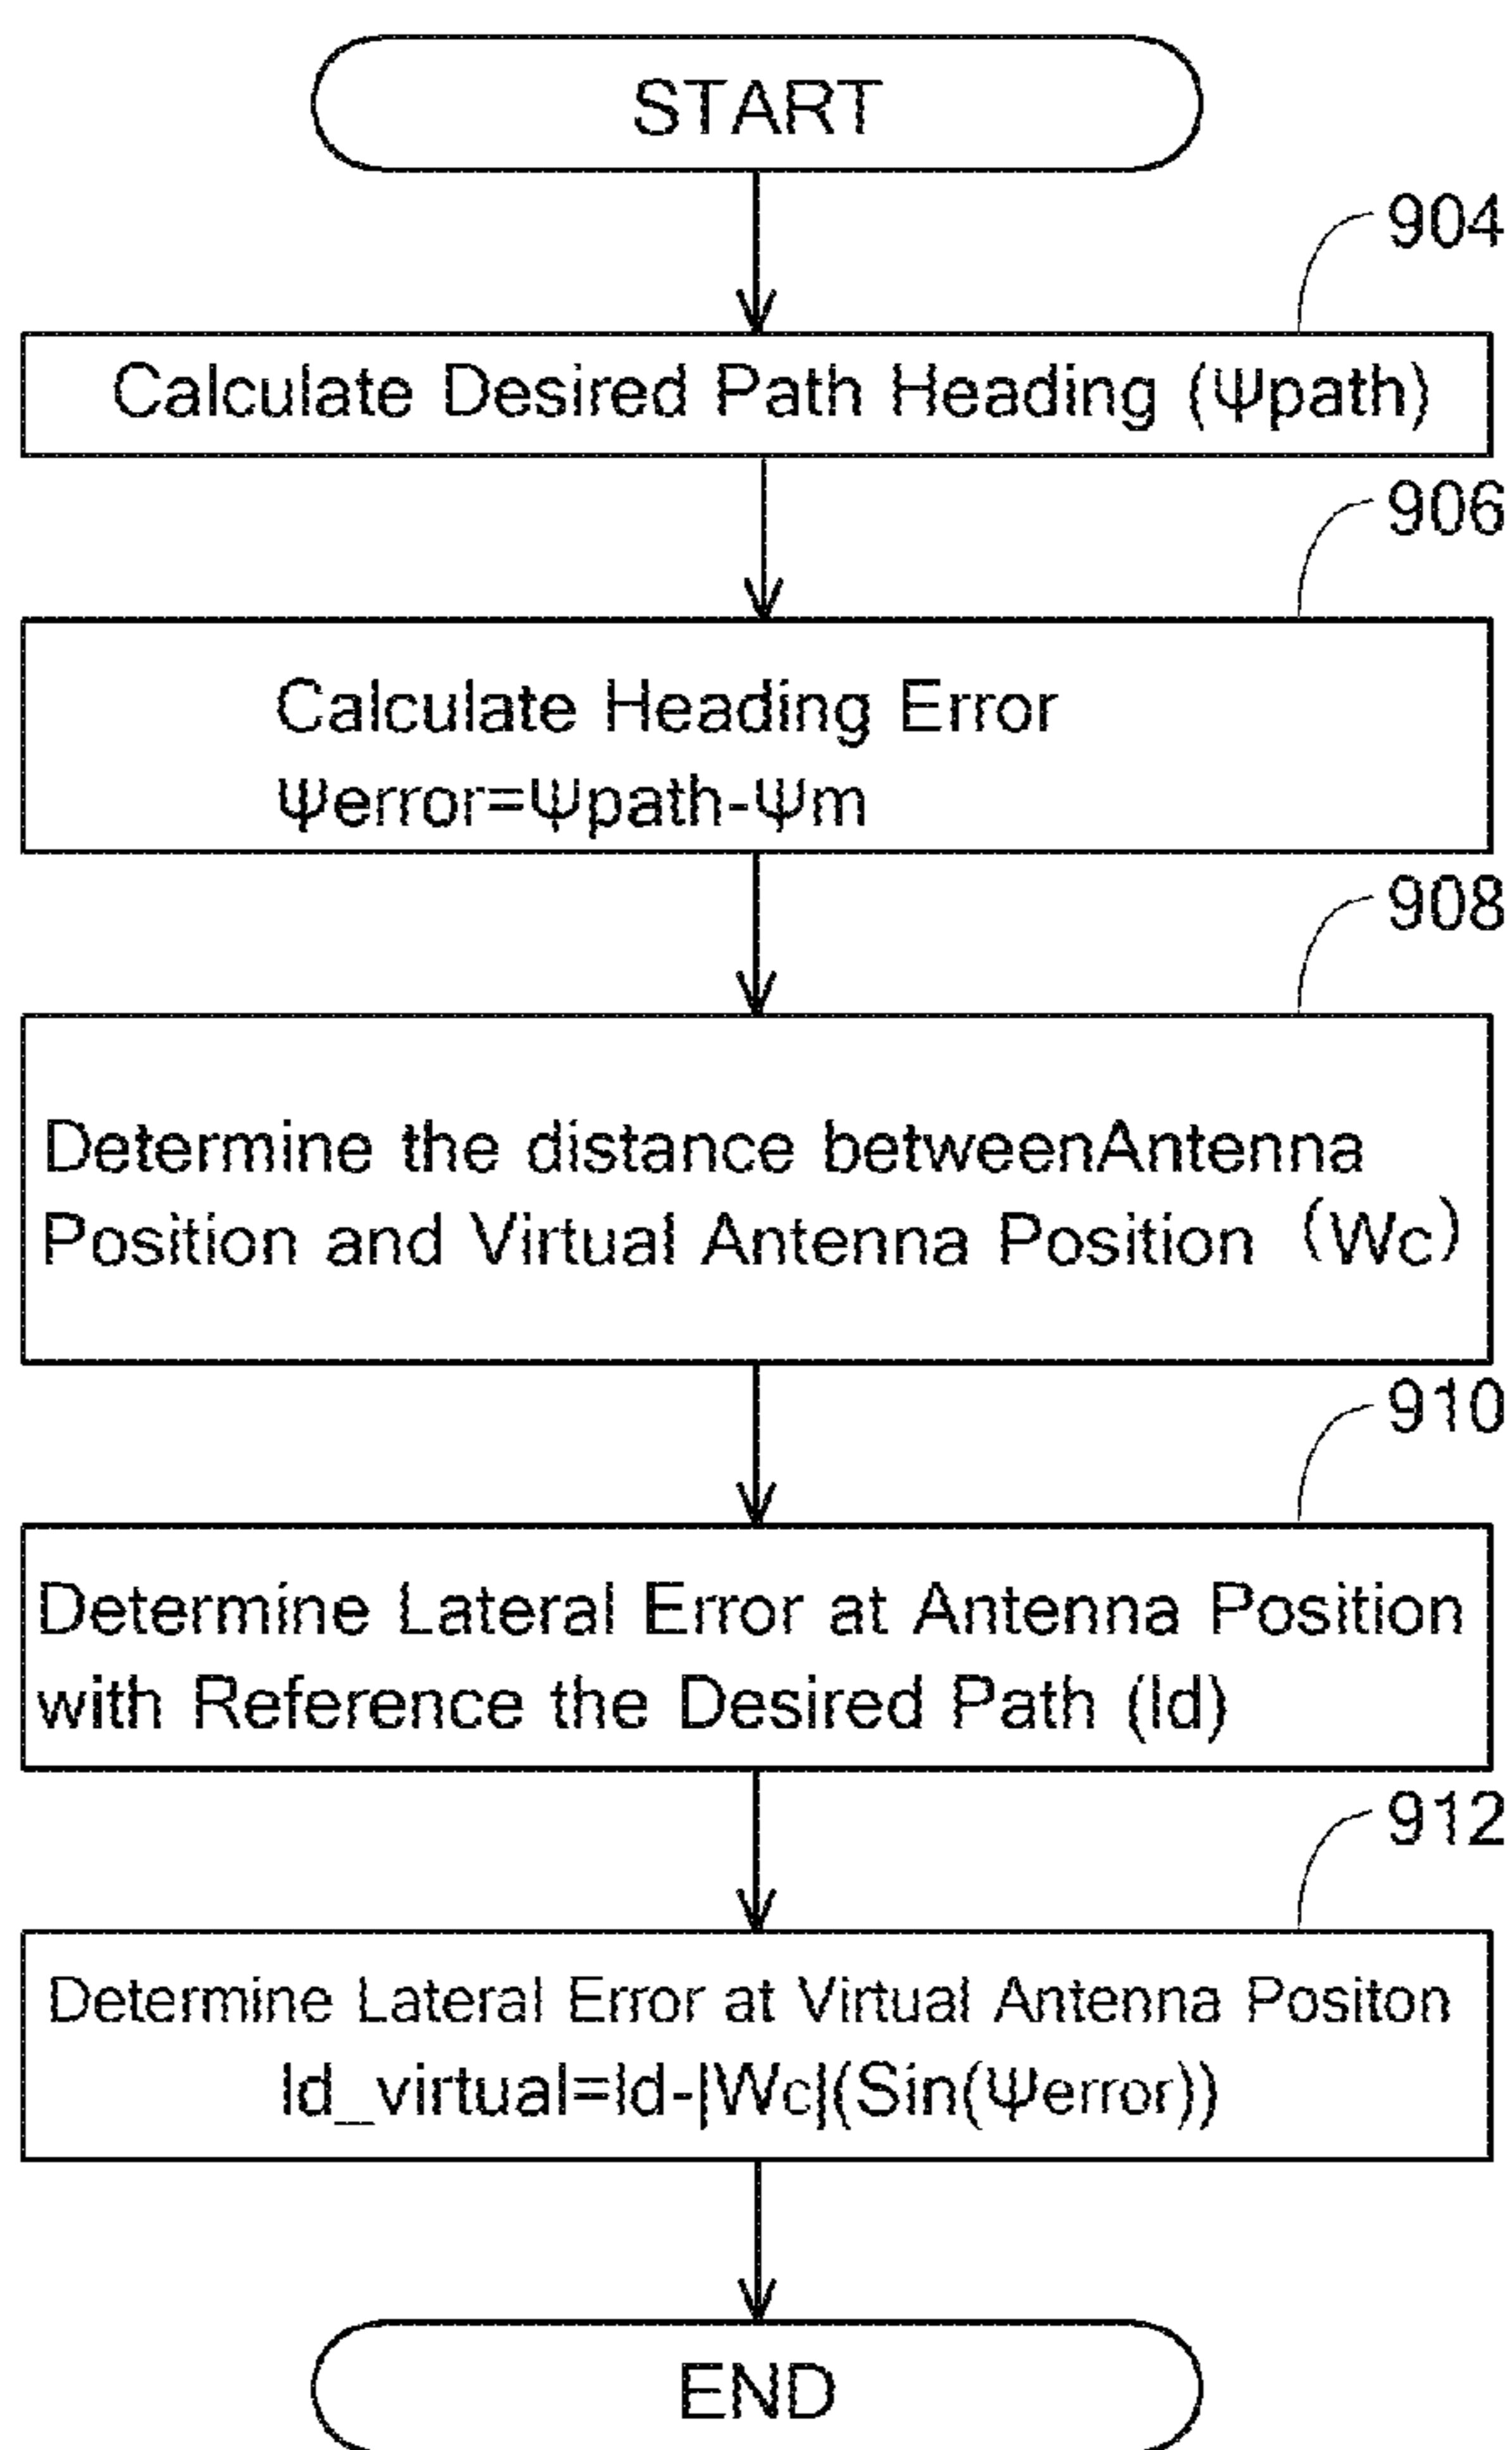 START
904
Calculate Desired Path Heading (Ψpath)
906
Calculate Heading Error
Ψerror=Ψpath-Ψm
908
Determine the distance betweenAntenna
Position and Virtual Antenna Position (Wc)
910
Determine Lateral Error at Antenna Position
with Reference the Desired Path (ld)
912
Determine Lateral Error at Virtual Antenna Positon
ld_virtual=ld-|Wc|(Sin(Ψerror))
END